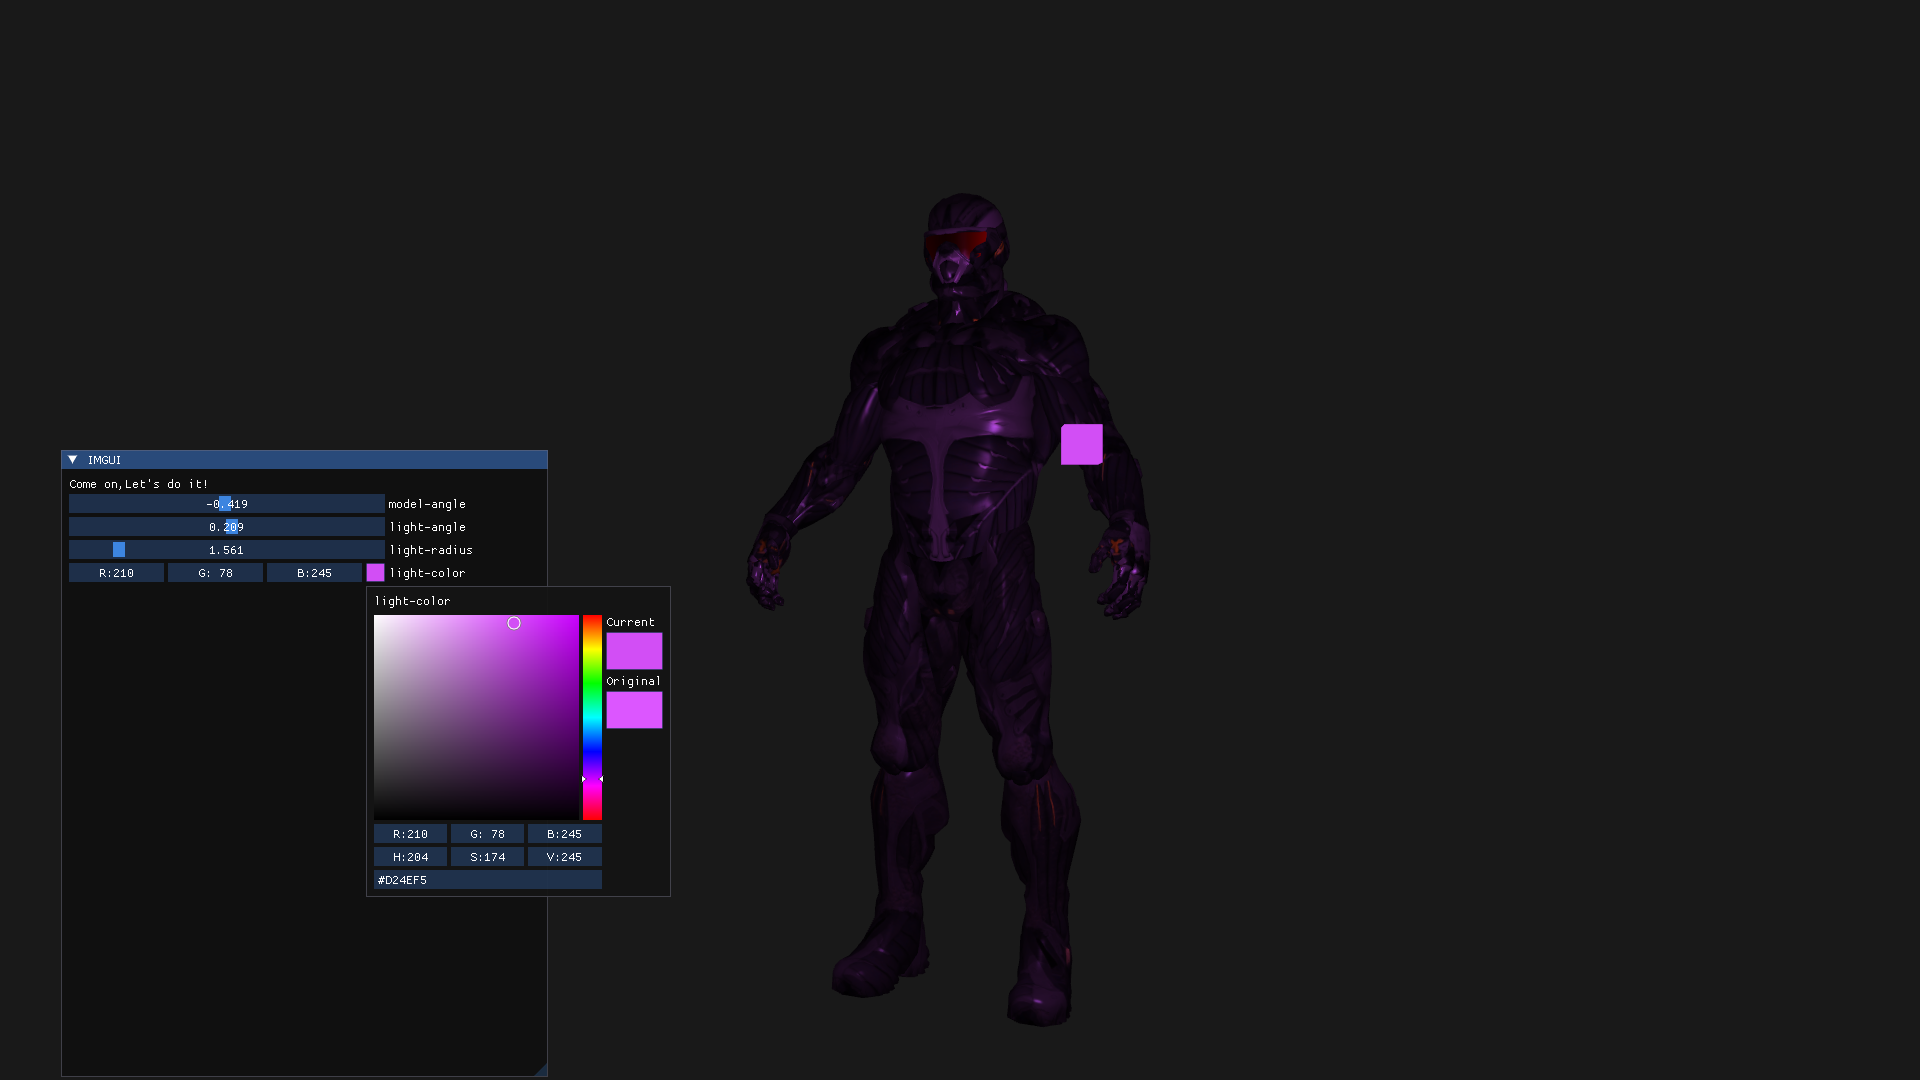 IMGUI
Come on,Let's do it!
-0.419 model-angle
0.209 light-angle
1.561 light-radius
R:210 G: 78 B:245 light-color
light-color
Current
Original
R:210 G: 78 B:245
H:204 S:174 V:245
#D24EF5